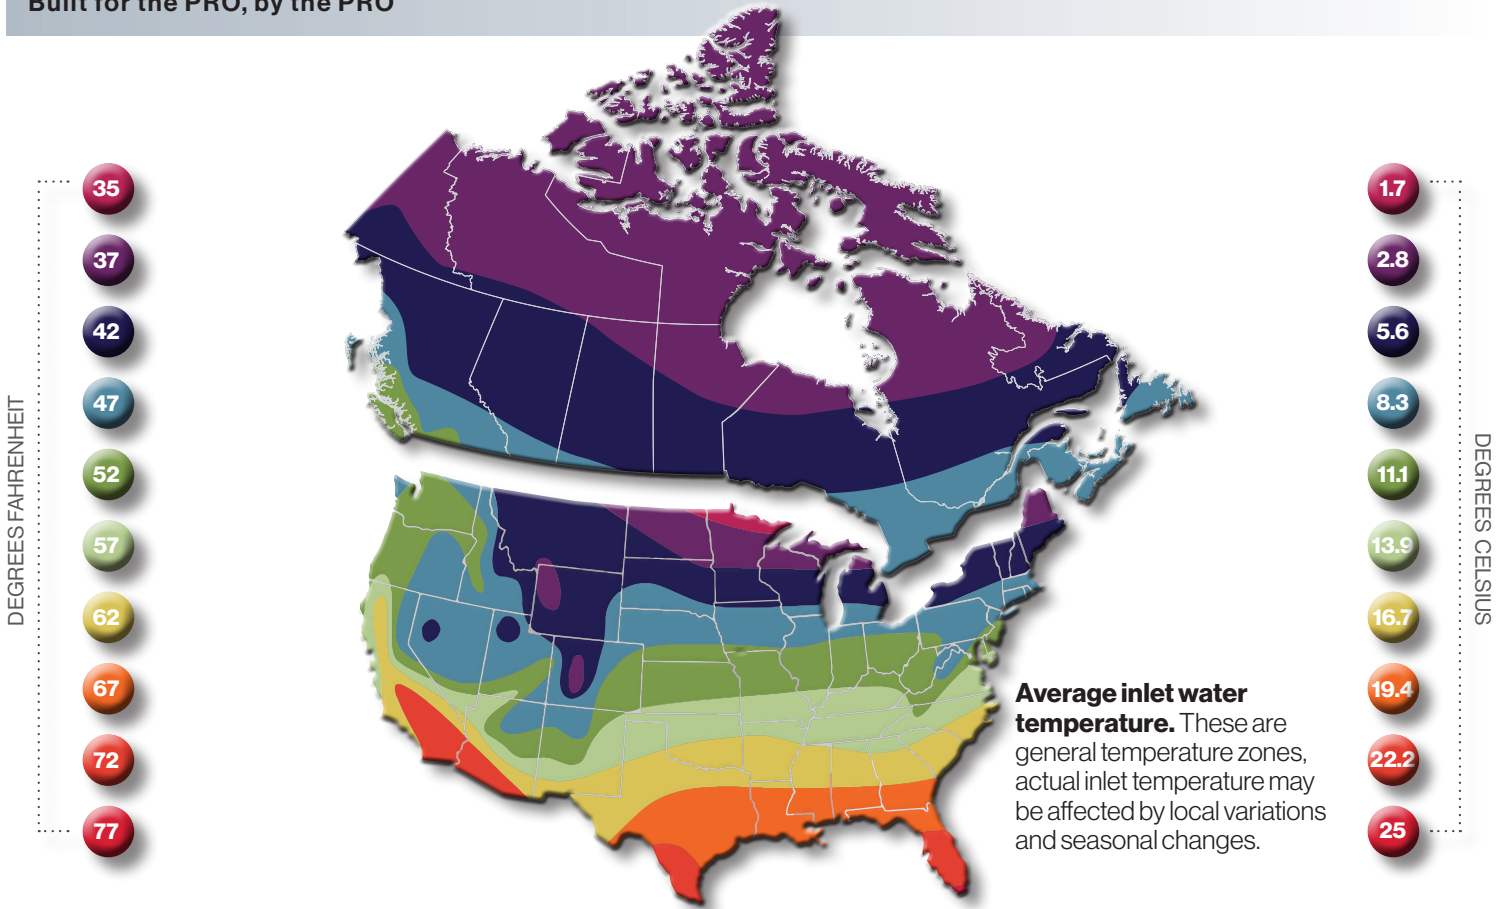 Built for the PRO, by the PRO
DEGREES FAHRENHEIT
35
37
42
47
52
57
62
67
72
77
1.7
2.8
5.6
8.3
11.1
13.9
16.7
19.4
22.2
25
DEGREES CELSIUS
Average inlet water
temperature. These are
general temperature zones,
actual inlet temperature may
be affected by local variations
and seasonal changes.